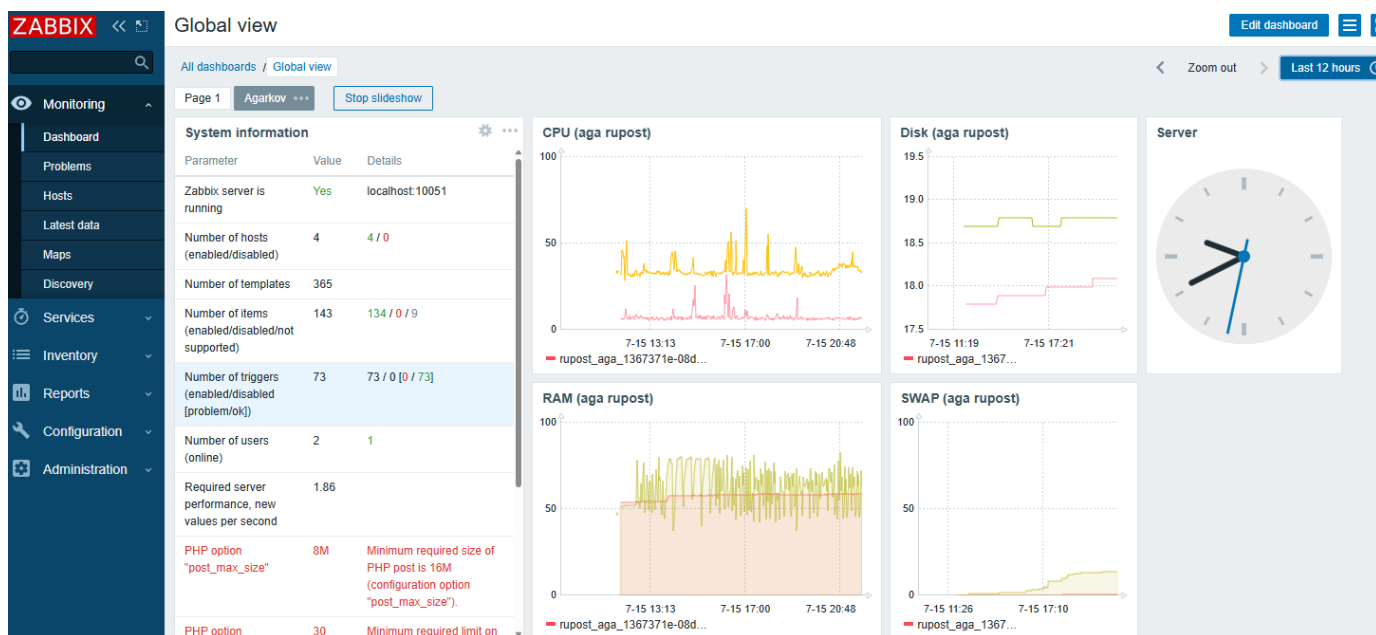 ZABBIX
Global view
Edit dashboard
All dashboards / Global view
Zoom out
Last 12 hours
Page 1
Agarkov
Stop slideshow
Monitoring
Dashboard
Problems
Hosts
Latest data
Maps
Discovery
Services
Inventory
Reports
Configuration
Administration
System information
Parameter Value Details
Zabbix server is Yes localhost:10051
running
Number of hosts 4 4 / 0
(enabled/disabled)
Number of templates 365
Number of items 143 134 / 0 / 9
(enabled/disabled/not
supported)
Number of triggers 73 73 / 0 [0 / 73]
(enabled/disabled
[problem/ok])
Number of users 2 1
(online)
Required server 1.86
performance, new
values per second
PHP option 8M Minimum required size of
"post_max_size" PHP post is 16M
(configuration option
"post_max_size").
PHP option 30 Minimum required limit on
CPU (aga rupost)
100
50
0
7-15 13:13 7-15 17:00 7-15 20:48
rupost_aga_1367371e-08d...
Disk (aga rupost)
19.5
19.0
18.5
18.0
17.5
7-15 11:19 7-15 17:21
rupost_aga_1367...
Server
RAM (aga rupost)
100
50
0
7-15 13:13 7-15 17:00 7-15 20:48
rupost_aga_1367371e-08d...
SWAP (aga rupost)
100
50
0
7-15 11:26 7-15 17:10
rupost_aga_1367...